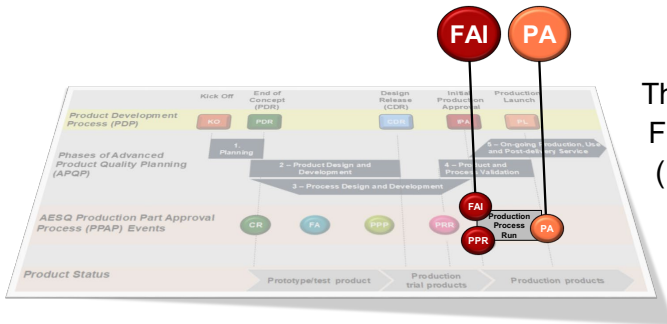 FAI PA
Th
F
(
Kick Off End of Concept (PDR) Design Release (CDR) Initial Production Approval Production Launch
Product Development
Process (PDP)
KO PDR CDR IPA PL
Phases of Advanced
Product Quality Planning
(APQP)
1
Planning
2 – Product Design and
Development
3 – Process Design and Development
4 – Product and
Process Validation
5 – On-going Production, Use
and Post-delivery Service
AESQ Production Part Approval
Process (PPAP) Events
CR FA PPP PRR FAI
PPR
Production
Process
Run
PA
Product Status
Prototype/test product
Production
trial products
Production products